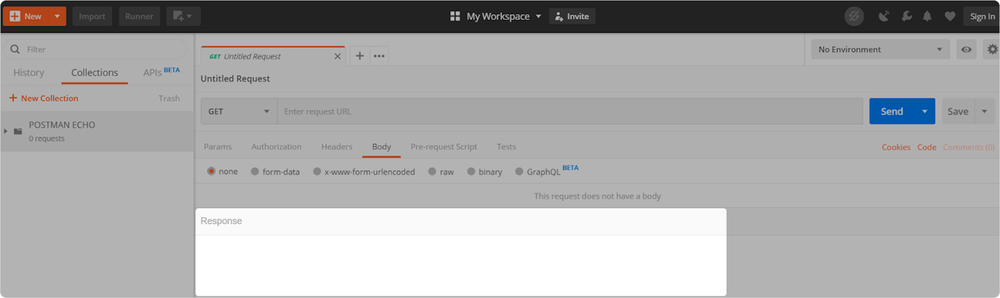 New Import Runner My Workspace Invite Sign In
Filter
GET Untitled Request
No Environment
History Collections APIs BETA
Untitled Request
New Collection Trash
GET Enter request URL Send Save
POSTMAN ECHO
0 requests
Params Authorization Headers Body Pre-request Script Tests Cookies Code Comments (0)
none form-data x-www-form-urlencoded raw binary GraphQL BETA
This request does not have a body
Response